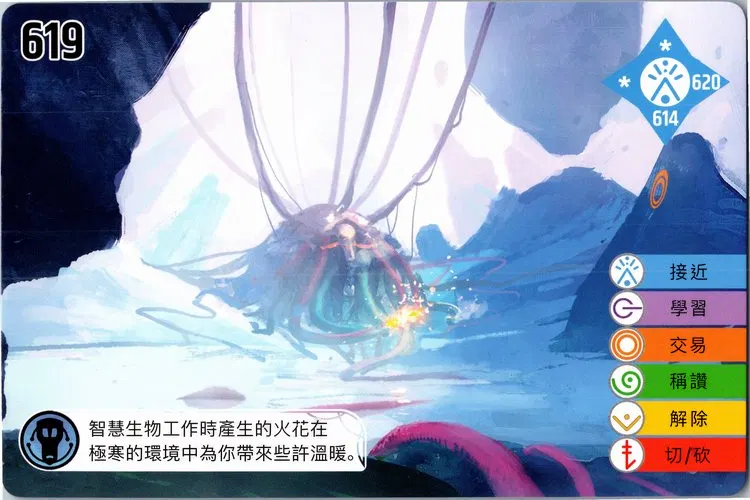 619
*
* 620
614
接近
學習
交易
稱讚
解除
切/砍
智慧生物工作時產生的火花在
極寒的環境中為你帶來些許溫暖。